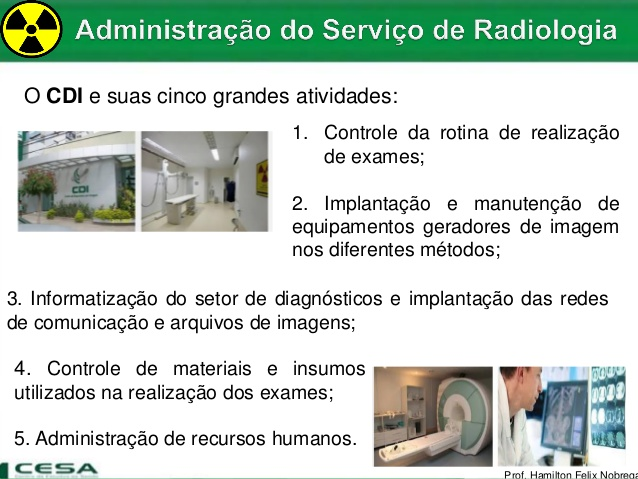 Administração do Serviço de Radiologia
O CDI e suas cinco grandes atividades:
1. Controle da rotina de realização
de exames;
2. Implantação e manutenção de
equipamentos geradores de imagem
nos diferentes métodos;
CDI
3. Informatização do setor de diagnósticos e implantação das redes
de comunicação e arquivos de imagens;
4. Controle de materiais e insumos
utilizados na realização dos exames;
5. Administração de recursos humanos.
CESA
Prof. Hamilton Felix Nobrega